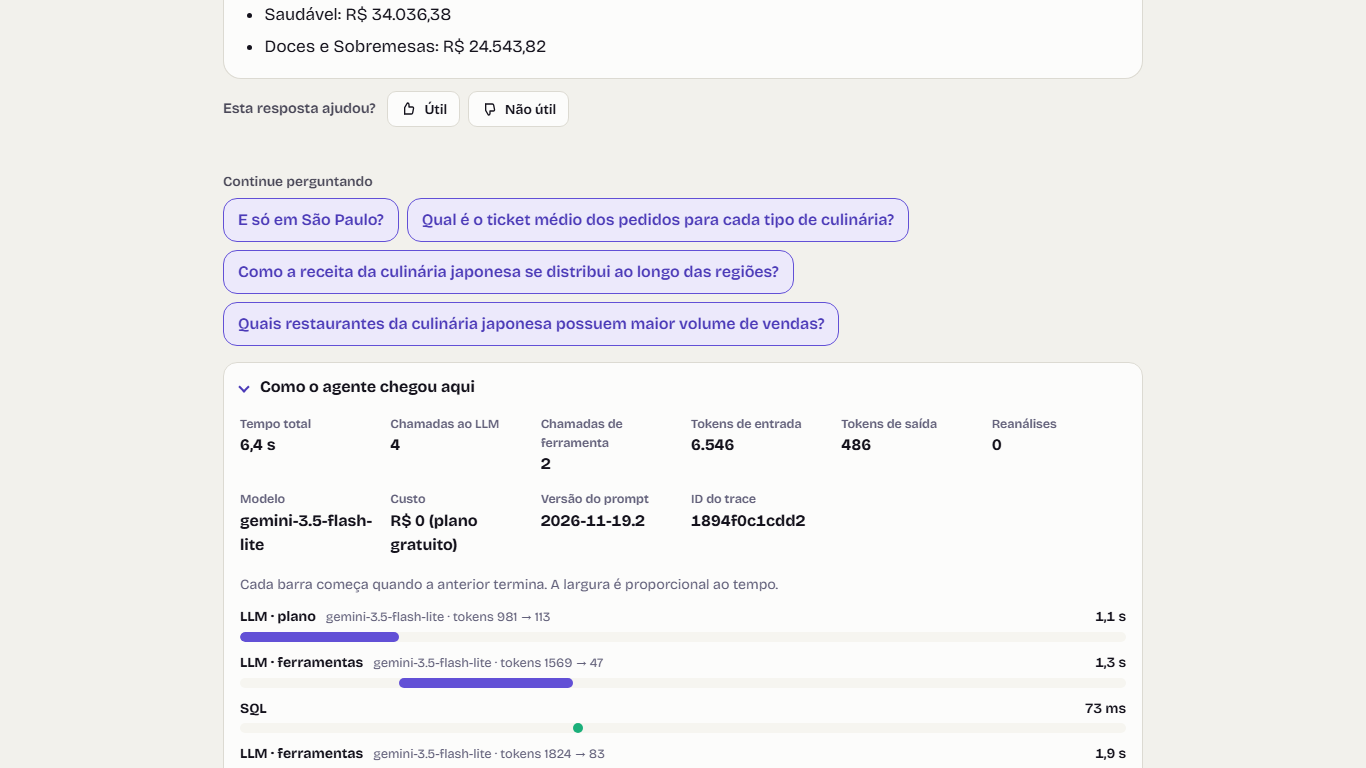 Saudável: R$ 34.036,38
Doces e Sobremesas: R$ 24.543,82
Esta resposta ajudou? Útil Não útil
Continue perguntando
E só em São Paulo? Qual é o ticket médio dos pedidos para cada tipo de culinária?
Como a receita da culinária japonesa se distribui ao longo das regiões?
Quais restaurantes da culinária japonesa possuem maior volume de vendas?
Como o agente chegou aqui
Tempo total
6,4 s
Chamadas ao LLM
4
Chamadas de
ferramenta
2
Tokens de entrada
6.546
Tokens de saída
486
Reanálises
0
Modelo
gemini-3.5-flash-
lite
Custo
R$ 0 (plano
gratuito)
Versão do prompt
2026-11-19.2
ID do trace
1894f0c1cdd2
Cada barra começa quando a anterior termina. A largura é proporcional ao tempo.
LLM · plano gemini-3.5-flash-lite · tokens 981 → 113 1,1 s
LLM · ferramentas gemini-3.5-flash-lite · tokens 1569 → 47 1,3 s
SQL 73 ms
LLM · ferramentas gemini-3.5-flash-lite · tokens 1824 → 83 1,9 s